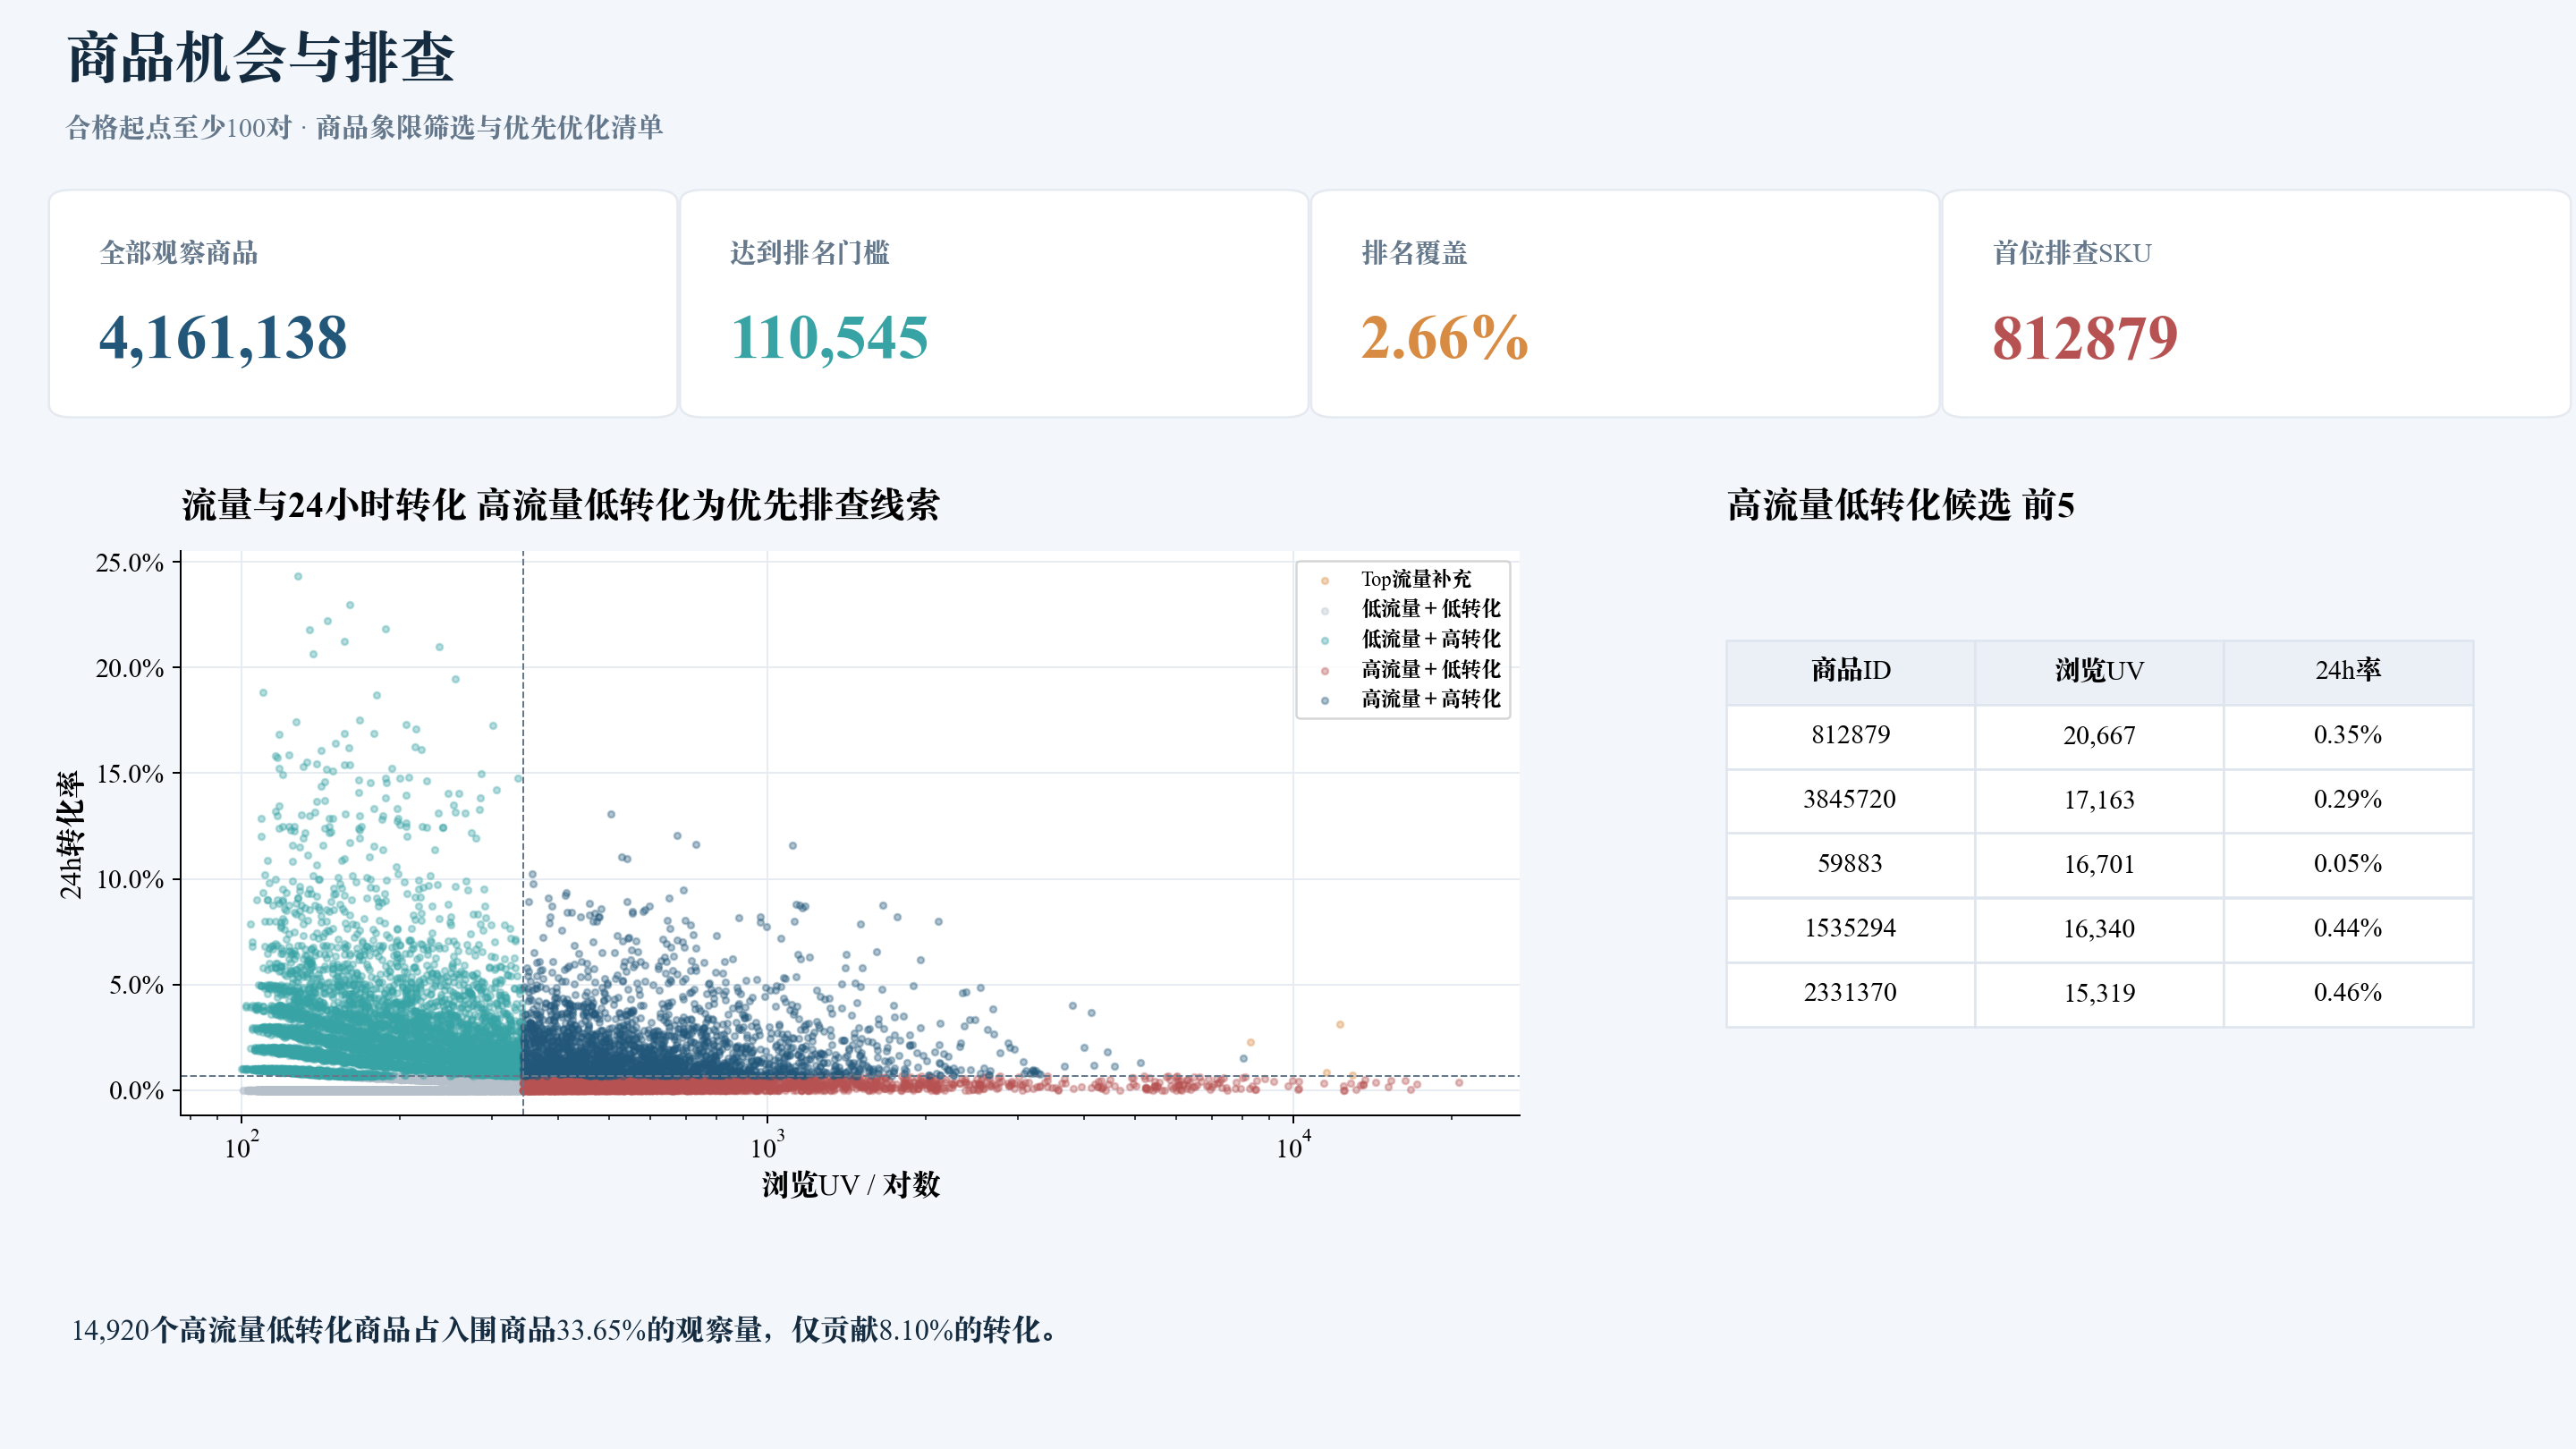 商品机会与排查
合格起点至少100对 · 商品象限筛选与优先优化清单
全部观察商品
4,161,138
达到排名门槛
110,545
排名覆盖
2.66%
首位排查SKU
812879
流量与24小时转化 高流量低转化为优先排查线索
25.0%
20.0%
15.0%
10.0%
5.0%
0.0%
24h转化率
10²
10³
10⁴
浏览UV / 对数
Top流量补充
低流量＋低转化
低流量＋高转化
高流量＋低转化
高流量＋高转化
高流量低转化候选 前5
商品ID 浏览UV 24h率
812879 20,667 0.35%
3845720 17,163 0.29%
59883 16,701 0.05%
1535294 16,340 0.44%
2331370 15,319 0.46%
14,920个高流量低转化商品占入围商品33.65%的观察量，仅贡献8.10%的转化。